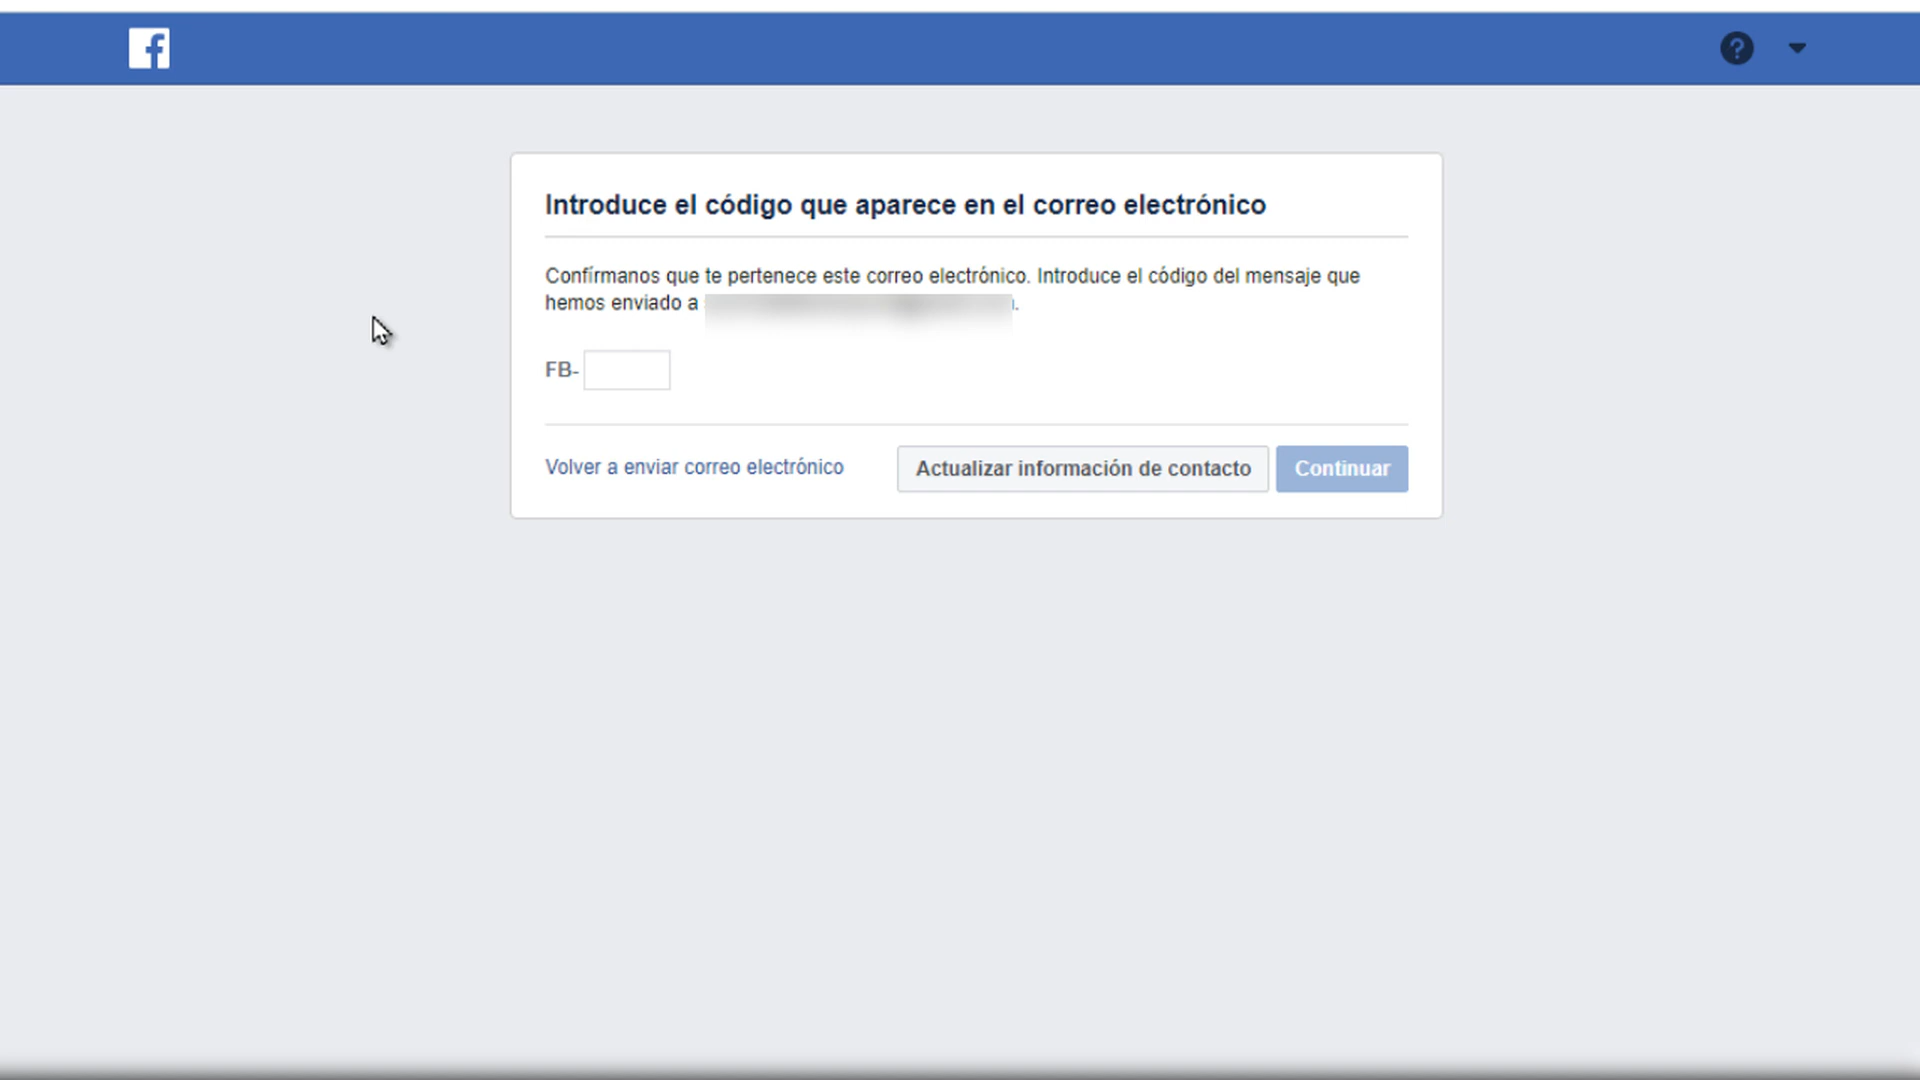 f
?
Introduce el código que aparece en el correo electrónico
Confírmanos que te pertenece este correo electrónico. Introduce el código del mensaje que
hemos enviado a
FB-
Volver a enviar correo electrónico
Actualizar información de contacto
Continuar